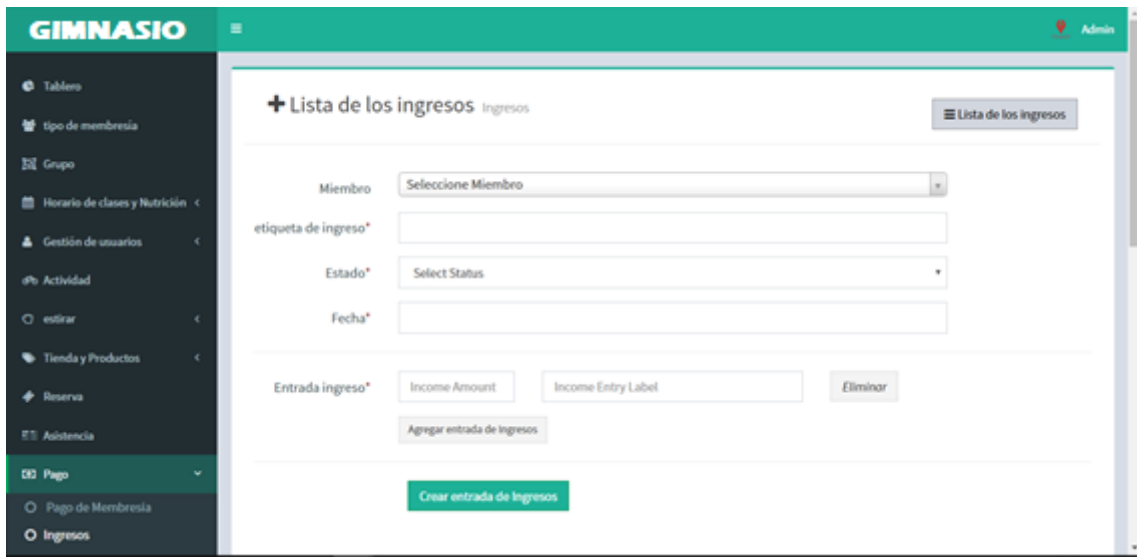 GIMNASIO
Admin
Tablero
tipo de membresía
Grupo
Horario de clases y Nutrición
Gestión de usuarios
Actividad
estirar
Tienda y Productos
Reserva
Asistencia
Pago
Pago de Membresía
Ingresos
Lista de los ingresos Ingresos
Lista de los ingresos
Miembro Seleccione Miembro
etiqueta de ingreso*
Estado* Select Status
Fecha*
Entrada ingreso* Income Amount Income Entry Label Eliminar
Agregar entrada de Ingresos
Crear entrada de Ingresos